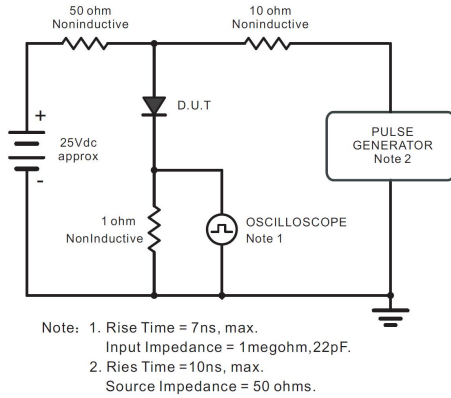 50 ohm
Noninductive
10 ohm
Noninductive
D.U.T
+
25Vdc
approx
-
PULSE
GENERATOR
Note 2
1 ohm
NonInductive
OSCILLOSCOPE
Note 1
Note: 1. Rise Time = 7ns, max.
Input Impedance = 1megohm,22pF.
2. Ries Time =10ns, max.
Source Impedance = 50 ohms.